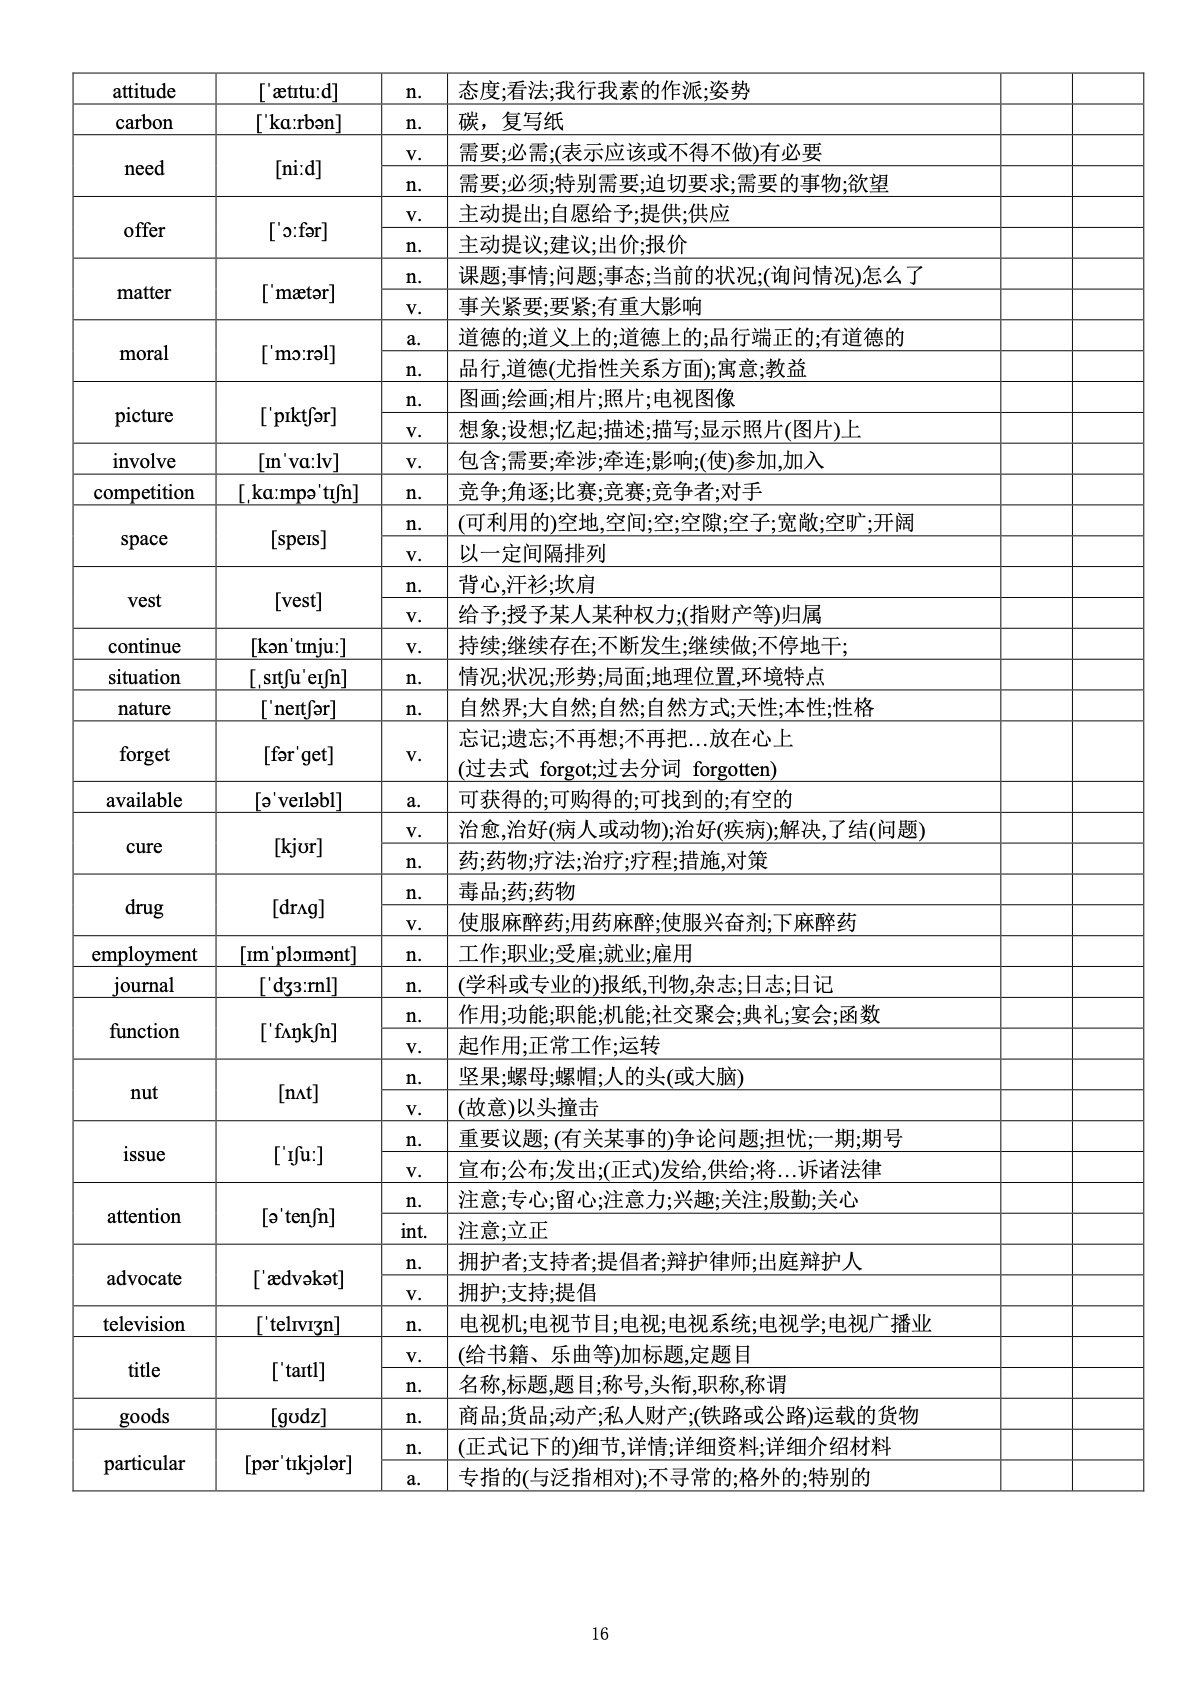 attitude [ˈætɪtuːd] n. 态度;看法;我行我素的作派;姿势
carbon [ˈkɑːrbən] n. 碳，复写纸
need [niːd] v. 需要;必需;(表示应该或不得不做)有必要
n. 需要;必须;特别需要;迫切要求;需要的事物;欲望
offer [ˈɔːfər] v. 主动提出;自愿给予;提供;供应
n. 主动提议;建议;出价;报价
matter [ˈmætər] n. 课题;事情;问题;事态;当前的状况;(询问情况)怎么了
v. 事关紧要;要紧;有重大影响
moral [ˈmɔːrəl] a. 道德的;道义上的;道德上的;品行端正的;有道德的
n. 品行,道德(尤指性关系方面);寓意;教益
picture [ˈpɪktʃər] n. 图画;绘画;相片;照片;电视图像
v. 想象;设想;忆起;描述;描写;显示照片(图片)上
involve [ɪnˈvɑːlv] v. 包含;需要;牵涉;牵连;影响;(使)参加,加入
competition [ˌkɑːmpəˈtɪʃn] n. 竞争;角逐;比赛;竞赛;竞争者;对手
space [speɪs] n. (可利用的)空地,空间;空;空隙;空子;宽敞;空旷;开阔
v. 以一定间隔排列
vest [vest] n. 背心,汗衫;坎肩
v. 给予;授予某人某种权力;(指财产等)归属
continue [kənˈtɪnjuː] v. 持续;继续存在;不断发生;继续做;不停地干;
situation [ˌsɪtʃuˈeɪʃn] n. 情况;状况;形势;局面;地理位置,环境特点
nature [ˈneɪtʃər] n. 自然界;大自然;自然;自然方式;天性;本性;性格
forget [fərˈɡet] v. 忘记;遗忘;不再想;不再把…放在心上
(过去式 forgot;过去分词 forgotten)
available [əˈveɪləbl] a. 可获得的;可购得的;可找到的;有空的
cure [kjʊr] v. 治愈,治好(病人或动物);治好(疾病);解决,了结(问题)
n. 药;药物;疗法;治疗;疗程;措施,对策
drug [drʌɡ] n. 毒品;药;药物
v. 使服麻醉药;用药麻醉;使服兴奋剂;下麻醉药
employment [ɪmˈplɔɪmənt] n. 工作;职业;受雇;就业;雇用
journal [ˈdʒɜːrnl] n. (学科或专业的)报纸,刊物,杂志;日志;日记
function [ˈfʌŋkʃn] n. 作用;功能;职能;机能;社交聚会;典礼;宴会;函数
v. 起作用;正常工作;运转
nut [nʌt] n. 坚果;螺母;螺帽;人的头(或大脑)
v. (故意)以头撞击
issue [ˈɪʃuː] n. 重要议题; (有关某事的)争论问题;担忧;一期;期号
v. 宣布;公布;发出;(正式)发给,供给;将…诉诸法律
attention [əˈtenʃn] n. 注意;专心;留心;注意力;兴趣;关注;殷勤;关心
int. 注意;立正
advocate [ˈædvəkət] n. 拥护者;支持者;提倡者;辩护律师;出庭辩护人
v. 拥护;支持;提倡
television [ˈtelɪvɪʒn] n. 电视机;电视节目;电视;电视系统;电视学;电视广播业
title [ˈtaɪtl] v. (给书籍、乐曲等)加标题,定题目
n. 名称,标题,题目;称号,头衔,职称,称谓
goods [ɡʊdz] n. 商品;货品;动产;私人财产;(铁路或公路)运载的货物
particular [pərˈtɪkjələr] n. (正式记下的)细节,详情;详细资料;详细介绍材料
a. 专指的(与泛指相对);不寻常的;格外的;特别的
16